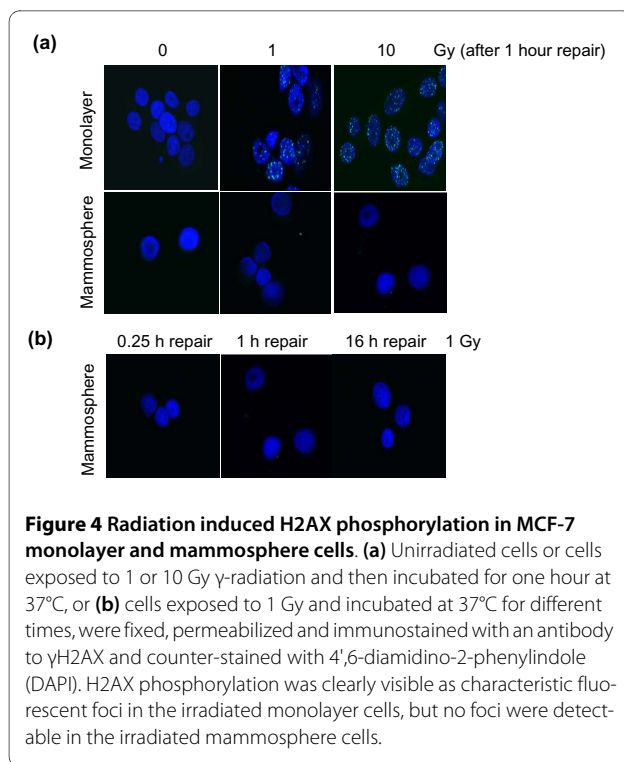 (a)
0 1 10 Gy (after 1 hour repair)
Monolayer
Mammosphere
(b)
0.25 h repair 1 h repair 16 h repair 1 Gy
Mammosphere
Figure 4 Radiation induced H2AX phosphorylation in MCF-7
monolayer and mammosphere cells. (a) Unirradiated cells or cells
exposed to 1 or 10 Gy γ-radiation and then incubated for one hour at
37°C, or (b) cells exposed to 1 Gy and incubated at 37°C for different
times, were fixed, permeabilized and immunostained with an antibody
to γH2AX and counter-stained with 4',6-diamidino-2-phenylindole
(DAPI). H2AX phosphorylation was clearly visible as characteristic fluo-
rescent foci in the irradiated monolayer cells, but no foci were detect-
able in the irradiated mammosphere cells.